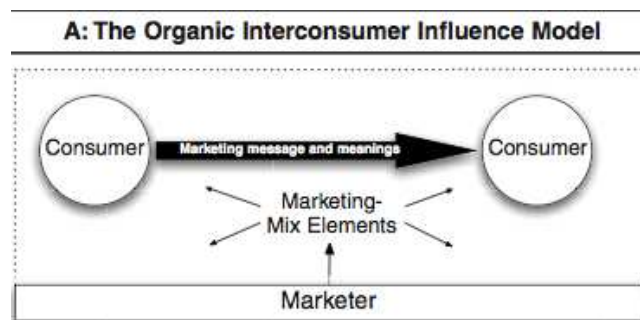 A: The Organic Interconsumer Influence Model
Consumer
Marketing message and meanings
Consumer
Marketing-
Mix Elements
Marketer